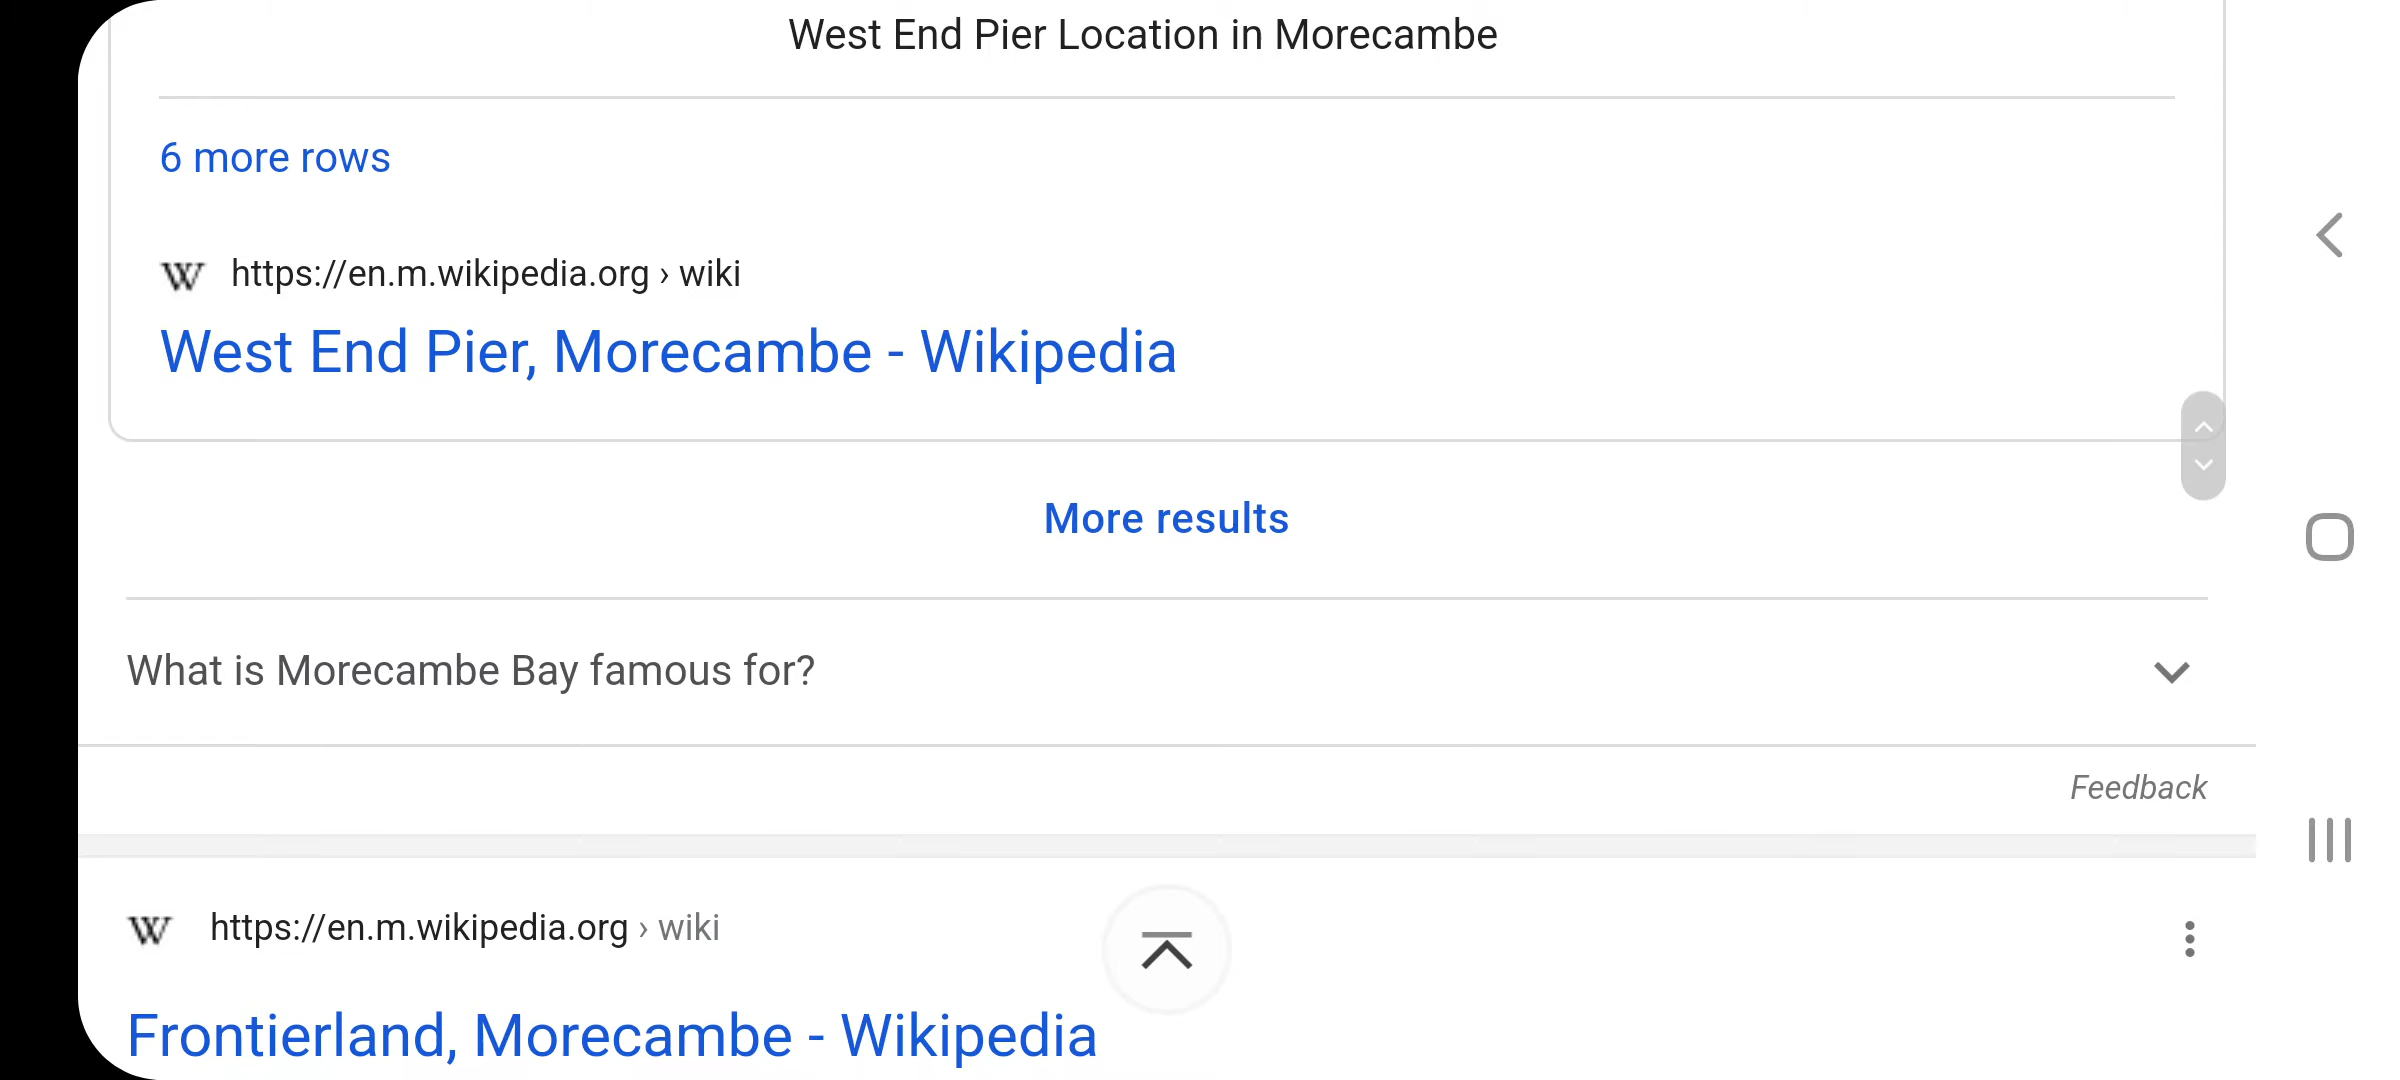 West End Pier Location in Morecambe
6 more rows
W https://en.m.wikipedia.org › wiki
West End Pier, Morecambe - Wikipedia
More results
What is Morecambe Bay famous for?
Feedback
W https://en.m.wikipedia.org › wiki
Frontierland, Morecambe - Wikipedia